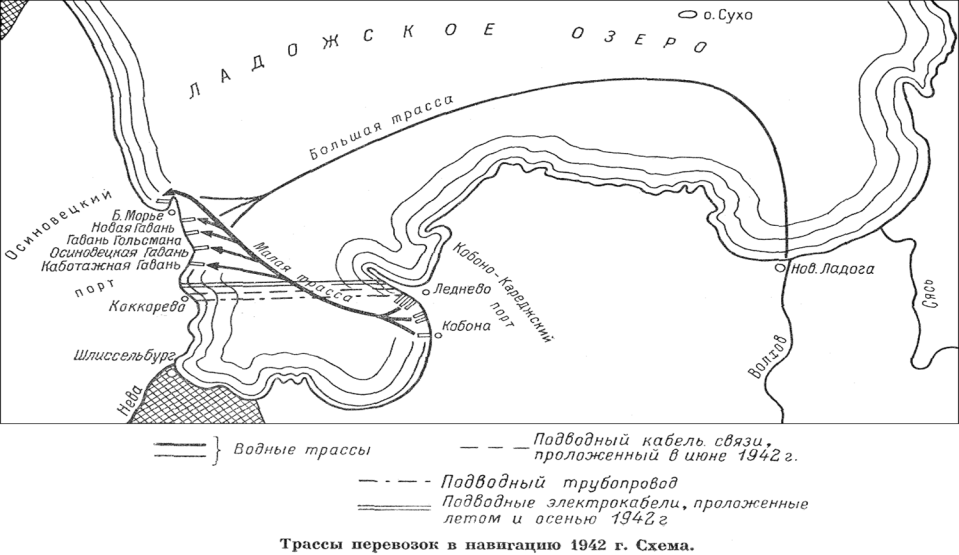 о. Сухо
ЛАДОЖСКОЕ ОЗЕРО
Большая трасса
Осиновецкий
порт
Б. Морье
Новая Гавань
Гавань Гольсмана
Осиновецкая Гавань
Каботажная Гавань
Малая трасса
Коккорево
Леднево
Кобоно-Кареджский
порт
Кобона
Нов. Ладога
Сясь
Волхов
Шлиссельбург
Нева
Водные трассы
Подводный кабель связи,
проложенный в июне 1942 г.
Подводный трубопровод
Подводные электрокабели, проложенные
летом и осенью 1942 г
Трассы перевозок в навигацию 1942 г. Схема.